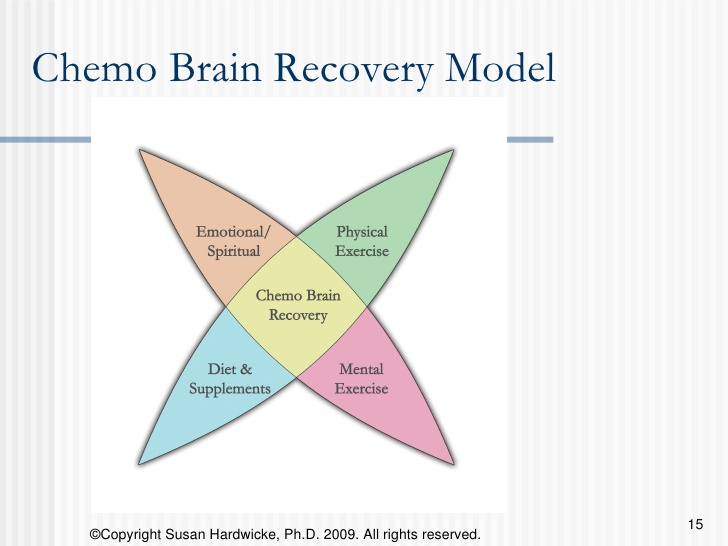 Chemo Brain Recovery Model
Emotional/
Spiritual
Physical
Exercise
Chemo Brain
Recovery
Diet &
Supplements
Mental
Exercise
©Copyright Susan Hardwicke, Ph.D. 2009. All rights reserved.
15